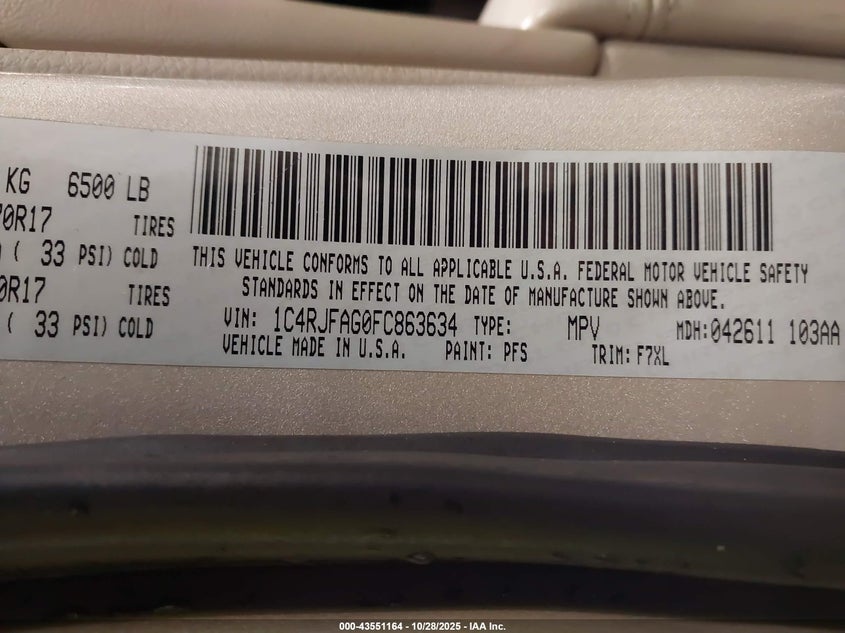 KG 6500 LB
70R17 TIRES
( 33 PSI) COLD
0R17 TIRES
( 33 PSI) COLD
THIS VEHICLE CONFORMS TO ALL APPLICABLE U.S.A. FEDERAL MOTOR VEHICLE SAFETY
STANDARDS IN EFFECT ON THE DATE OF MANUFACTURE SHOWN ABOVE.
VIN: 1C4RJFAG0FC863634 TYPE: MPV MDH:042611 103AA
VEHICLE MADE IN U.S.A. PAINT: PFS TRIM: F7XL
000-43551164 - 10/28/2025 - IAA Inc.